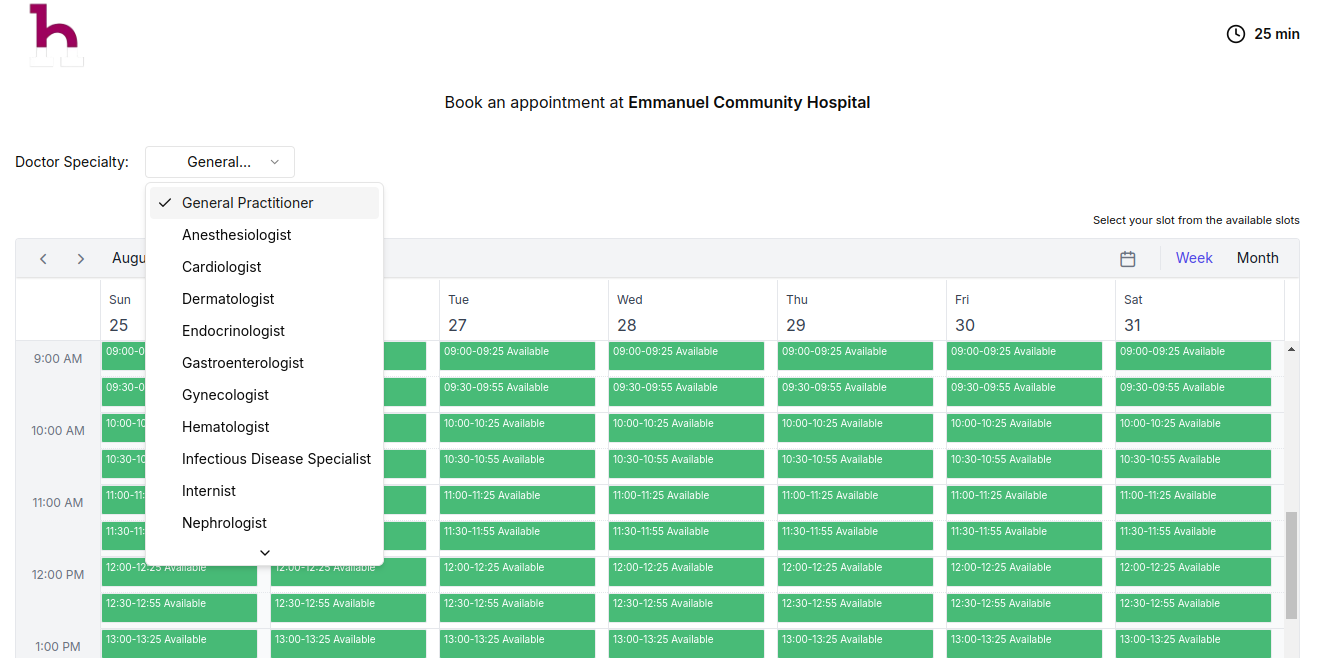 h
25 min
Book an appointment at Emmanuel Community Hospital
Doctor Specialty: General...
General Practitioner
Anesthesiologist
Cardiologist
Dermatologist
Endocrinologist
Gastroenterologist
Gynecologist
Hematologist
Infectious Disease Specialist
Internist
Nephrologist
Select your slot from the available slots
Augu Week Month
Sun Tue Wed Thu Fri Sat
25 27 28 29 30 31
9:00 AM 09:00-0 09:00-09:25 Available 09:00-09:25 Available 09:00-09:25 Available 09:00-09:25 Available 09:00-09:25 Available
09:30-0 09:30-09:55 Available 09:30-09:55 Available 09:30-09:55 Available 09:30-09:55 Available 09:30-09:55 Available
10:00 AM 10:00-10 10:00-10:25 Available 10:00-10:25 Available 10:00-10:25 Available 10:00-10:25 Available 10:00-10:25 Available
10:30-10 10:30-10:55 Available 10:30-10:55 Available 10:30-10:55 Available 10:30-10:55 Available 10:30-10:55 Available
11:00 AM 11:00-11: 11:00-11:25 Available 11:00-11:25 Available 11:00-11:25 Available 11:00-11:25 Available 11:00-11:25 Available
11:30-11: 11:30-11:55 Available 11:30-11:55 Available 11:30-11:55 Available 11:30-11:55 Available 11:30-11:55 Available
12:00 PM 12:00-12:25 Available 12:00-12:25 Available 12:00-12:25 Available 12:00-12:25 Available 12:00-12:25 Available 12:00-12:25 Available 12:00-12:25 Available
12:30-12:55 Available 12:30-12:55 Available 12:30-12:55 Available 12:30-12:55 Available 12:30-12:55 Available 12:30-12:55 Available 12:30-12:55 Available
1:00 PM 13:00-13:25 Available 13:00-13:25 Available 13:00-13:25 Available 13:00-13:25 Available 13:00-13:25 Available 13:00-13:25 Available 13:00-13:25 Available